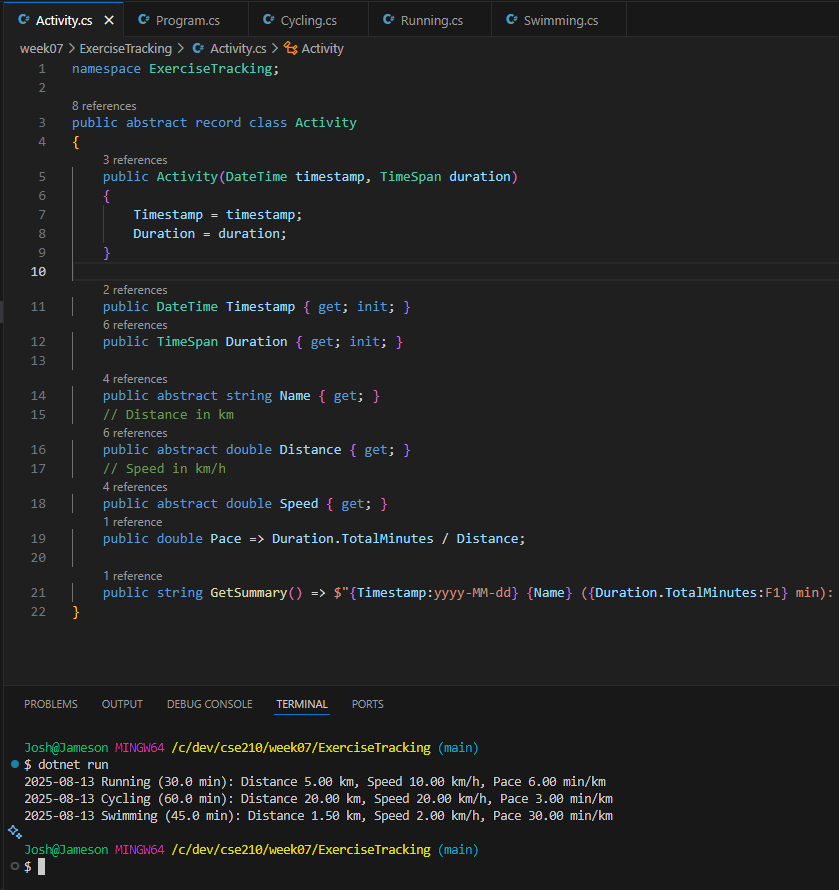 C# Activity.cs × C# Program.cs C# Cycling.cs C# Running.cs C# Swimming.cs
week07 > ExerciseTracking > C# Activity.cs > Activity
1 namespace ExerciseTracking;
2
8 references
3 public abstract record class Activity
4 {
3 references
5 public Activity(DateTime timestamp, TimeSpan duration)
6 {
7 Timestamp = timestamp;
8 Duration = duration;
9 }
10
2 references
11 public DateTime Timestamp { get; init; }
6 references
12 public TimeSpan Duration { get; init; }
13
4 references
14 public abstract string Name { get; }
15 // Distance in km
6 references
16 public abstract double Distance { get; }
17 // Speed in km/h
4 references
18 public abstract double Speed { get; }
1 reference
19 public double Pace => Duration.TotalMinutes / Distance;
20
1 reference
21 public string GetSummary() => $"{Timestamp:yyyy-MM-dd} {Name} ({Duration.TotalMinutes:F1} min):
22 }
PROBLEMS OUTPUT DEBUG CONSOLE TERMINAL PORTS
Josh@Jameson MINGW64 /c/dev/cse210/week07/ExerciseTracking (main)
$ dotnet run
2025-08-13 Running (30.0 min): Distance 5.00 km, Speed 10.00 km/h, Pace 6.00 min/km
2025-08-13 Cycling (60.0 min): Distance 20.00 km, Speed 20.00 km/h, Pace 3.00 min/km
2025-08-13 Swimming (45.0 min): Distance 1.50 km, Speed 2.00 km/h, Pace 30.00 min/km
Josh@Jameson MINGW64 /c/dev/cse210/week07/ExerciseTracking (main)
$